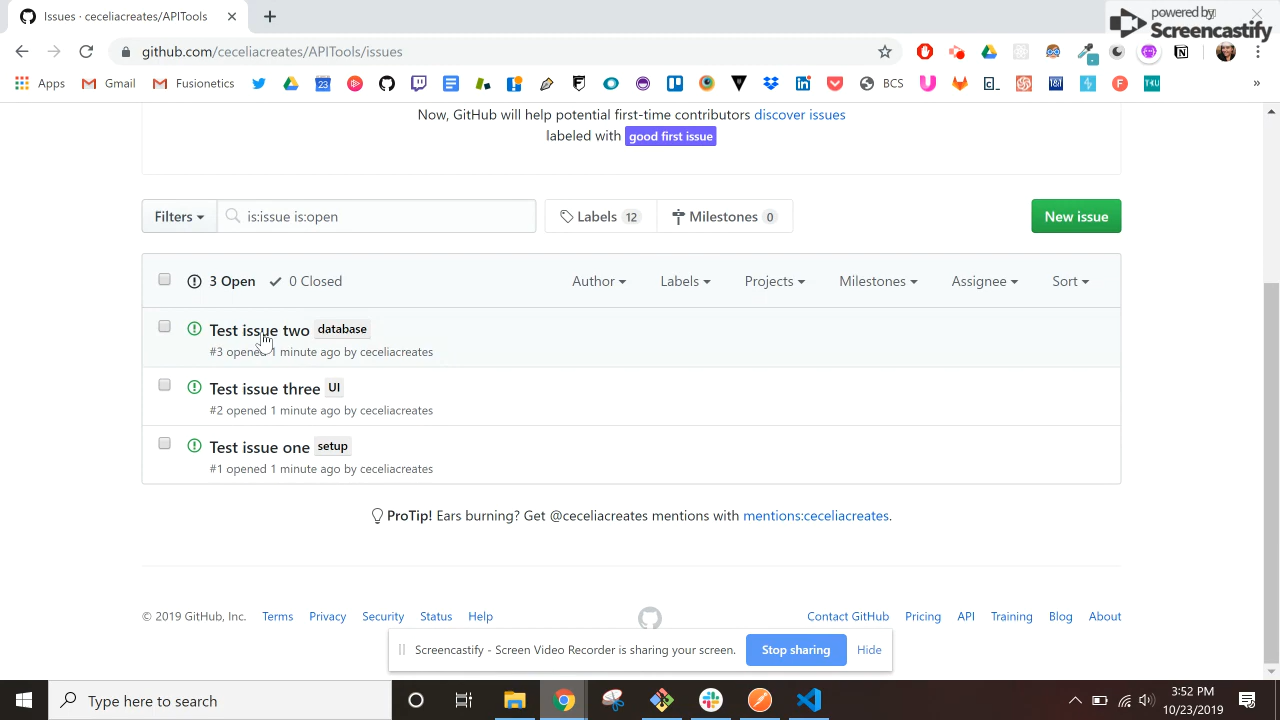 Issues · ceceliacreates/APITools
powered by
Screencastify
github.com/ceceliacreates/APITools/issues
Apps Gmail Fusionetics BCS
Now, GitHub will help potential first-time contributors discover issues
labeled with good first issue
Filters is:issue is:open Labels 12 Milestones 0 New issue
3 Open 0 Closed Author Labels Projects Milestones Assignee Sort
Test issue two database
#3 opened 1 minute ago by ceceliacreates
Test issue three UI
#2 opened 1 minute ago by ceceliacreates
Test issue one setup
#1 opened 1 minute ago by ceceliacreates
ProTip! Ears burning? Get @ceceliacreates mentions with mentions:ceceliacreates.
© 2019 GitHub, Inc. Terms Privacy Security Status Help Contact GitHub Pricing API Training Blog About
Screencastify - Screen Video Recorder is sharing your screen. Stop sharing Hide
Type here to search
3:52 PM
10/23/2019